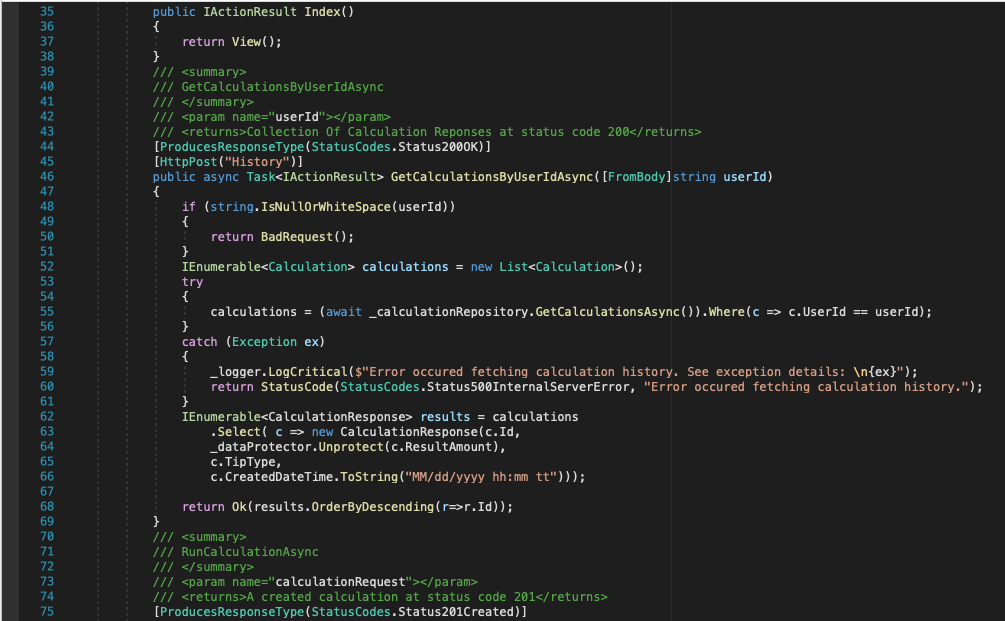 35 public IActionResult Index()
36 {
37 return View();
38 }
39 /// <summary>
40 /// GetCalculationsByUserIdAsync
41 /// </summary>
42 /// <param name="userId"></param>
43 /// <returns>Collection Of Calculation Reponses at status code 200</returns>
44 [ProducesResponseType(StatusCodes.Status200OK)]
45 [HttpPost("History")]
46 public async Task<IActionResult> GetCalculationsByUserIdAsync([FromBody]string userId)
47 {
48 if (string.IsNullOrWhiteSpace(userId))
49 {
50 return BadRequest();
51 }
52 IEnumerable<Calculation> calculations = new List<Calculation>();
53 try
54 {
55 calculations = (await _calculationRepository.GetCalculationsAsync()).Where(c => c.UserId == userId);
56 }
57 catch (Exception ex)
58 {
59 _logger.LogCritical($"Error occured fetching calculation history. See exception details: \n{ex}");
60 return StatusCode(StatusCodes.Status500InternalServerError, "Error occured fetching calculation history.");
61 }
62 IEnumerable<CalculationResponse> results = calculations
63 .Select( c => new CalculationResponse(c.Id,
64 _dataProtector.Unprotect(c.ResultAmount),
65 c.TipType,
66 c.CreatedDateTime.ToString("MM/dd/yyyy hh:mm tt")));
67
68 return Ok(results.OrderByDescending(r=>r.Id));
69 }
70 /// <summary>
71 /// RunCalculationAsync
72 /// </summary>
73 /// <param name="calculationRequest"></param>
74 /// <returns>A created calculation at status code 201</returns>
75 [ProducesResponseType(StatusCodes.Status201Created)]